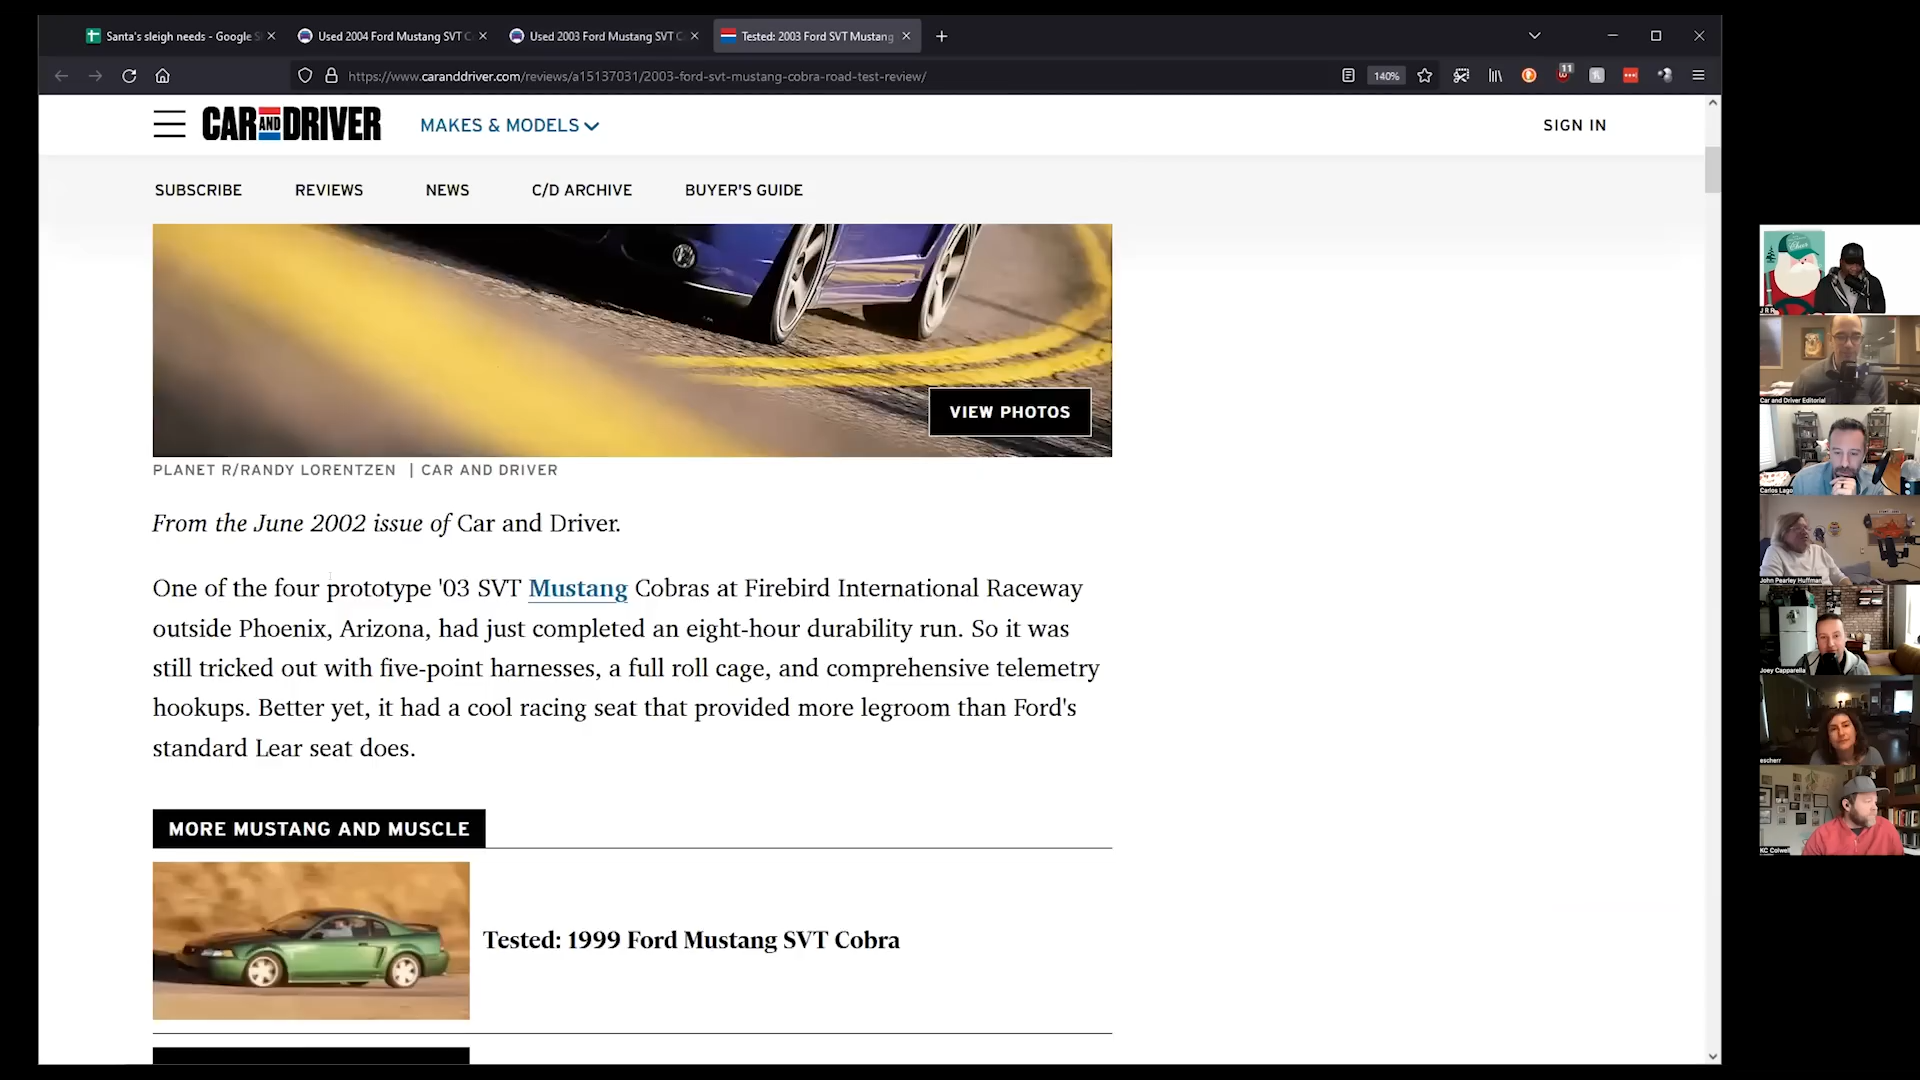 Santa's sleigh needs - Google S
Used 2004 Ford Mustang SVT C
Used 2003 Ford Mustang SVT C
Tested: 2003 Ford SVT Mustang
https://www.caranddriver.com/reviews/a15137031/2003-ford-svt-mustang-cobra-road-test-review/
140%
11
CAR AND DRIVER
MAKES & MODELS
SIGN IN
SUBSCRIBE
REVIEWS
NEWS
C/D ARCHIVE
BUYER'S GUIDE
VIEW PHOTOS
PLANET R/RANDY LORENTZEN | CAR AND DRIVER
From the June 2002 issue of Car and Driver.
One of the four prototype '03 SVT Mustang Cobras at Firebird International Raceway
outside Phoenix, Arizona, had just completed an eight-hour durability run. So it was
still tricked out with five-point harnesses, a full roll cage, and comprehensive telemetry
hookups. Better yet, it had a cool racing seat that provided more legroom than Ford's
standard Lear seat does.
MORE MUSTANG AND MUSCLE
Tested: 1999 Ford Mustang SVT Cobra
Cheer
JRR
Car and Driver Editorial
Carlos Lago
John Pearley Huffman
Joey Capparella
escherr
KC Colwell